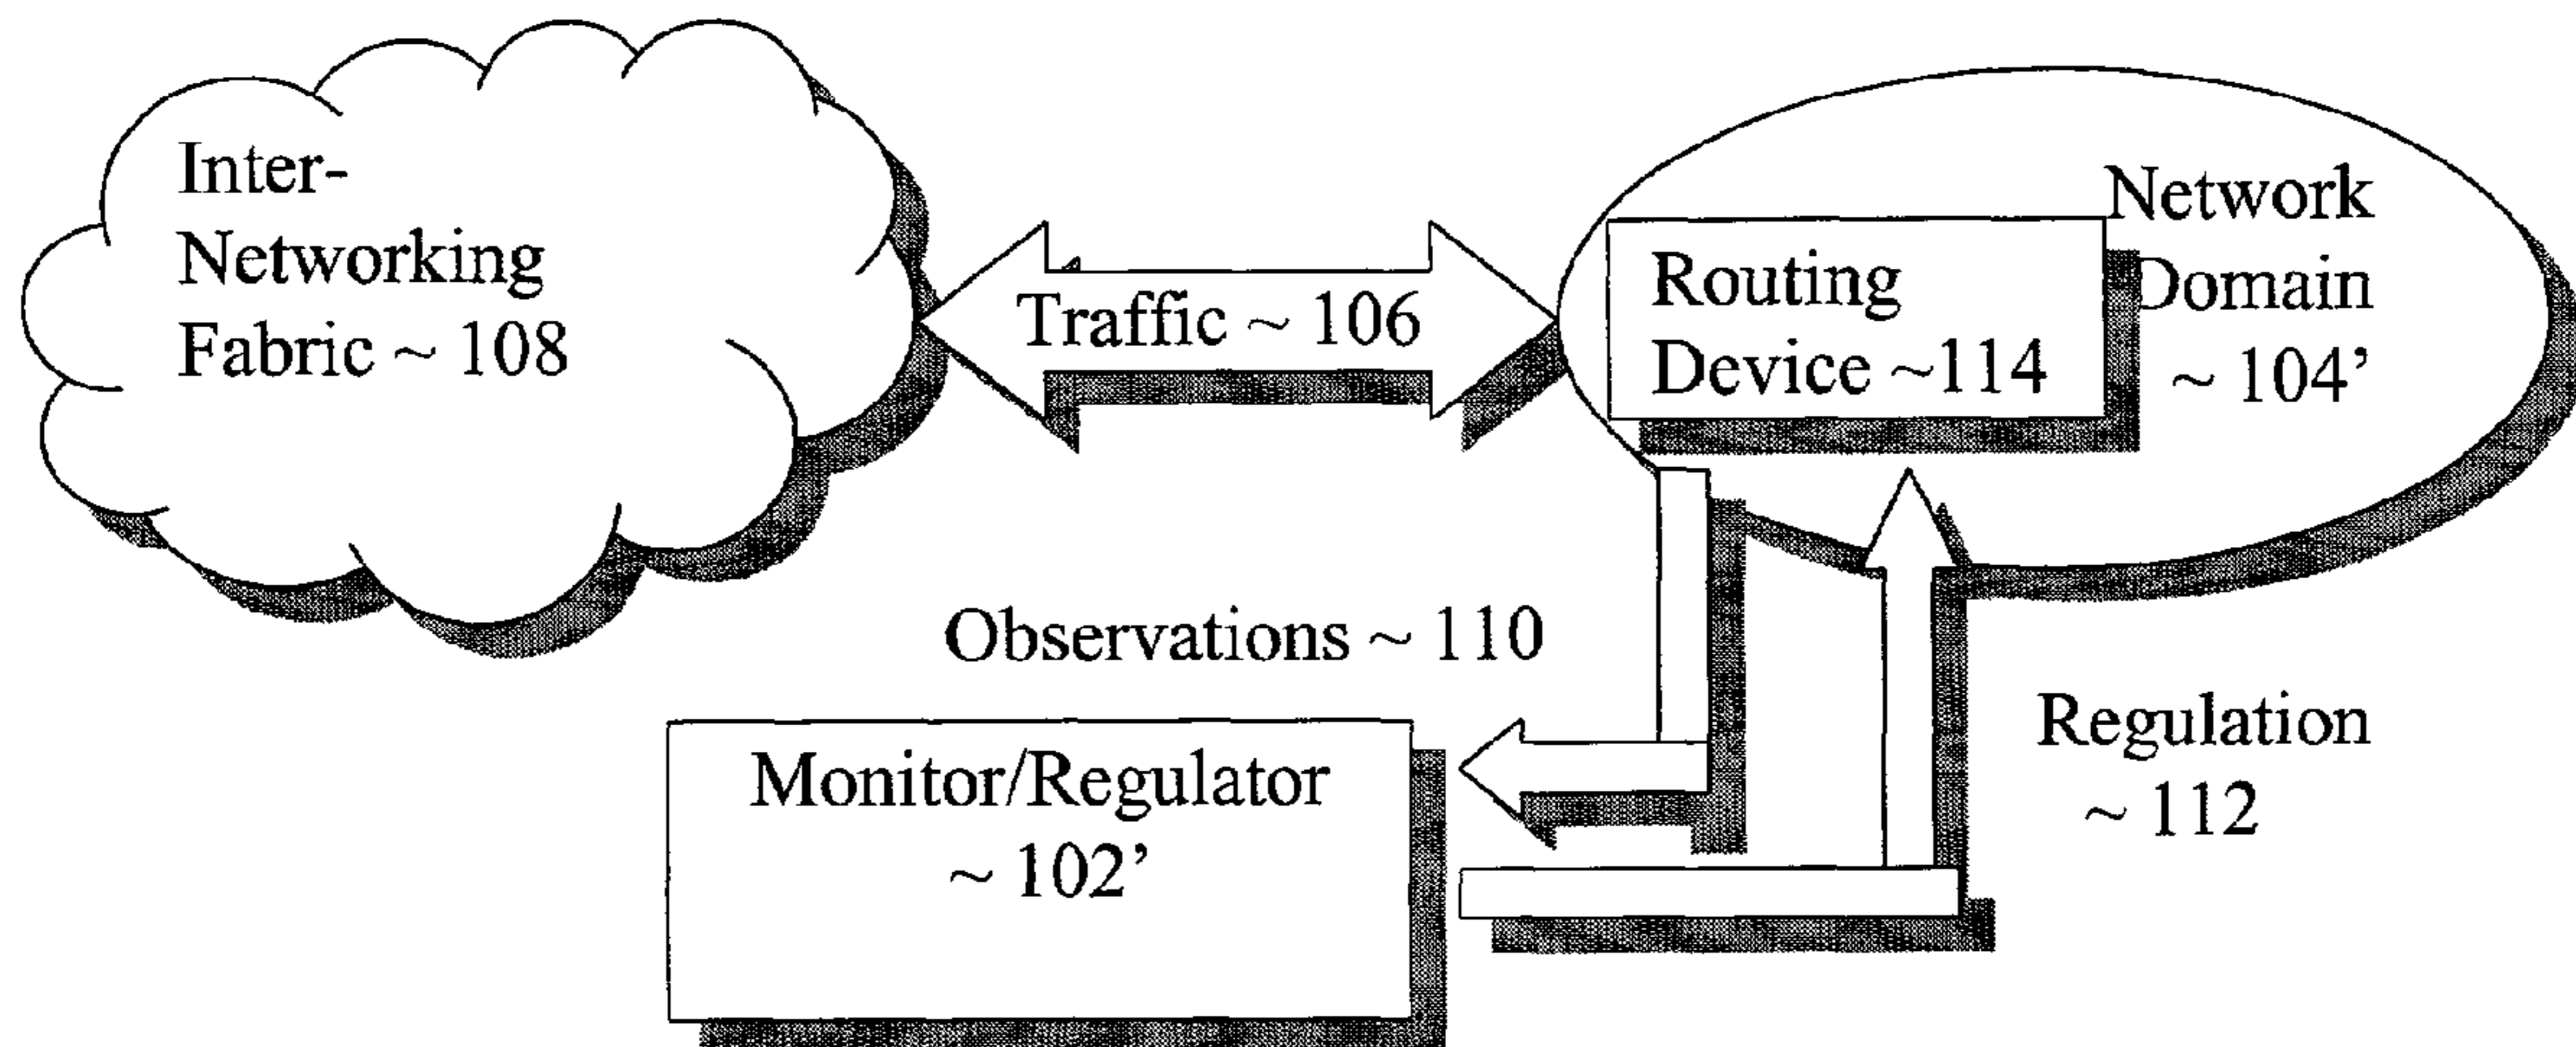 Inter-
Networking
Fabric ~ 108
Traffic ~ 106
Routing
Device ~114
Network
Domain
~ 104’
Observations ~ 110
Monitor/Regulator
~ 102’
Regulation
~ 112